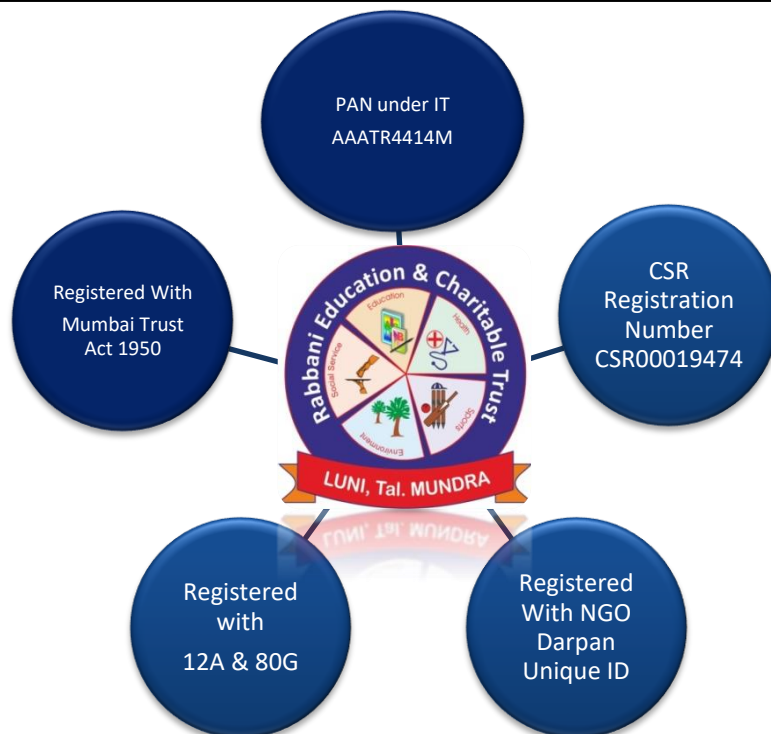 PAN under IT
AAATR4414M
Registered With
Mumbai Trust
Act 1950
CSR
Registration
Number
CSR00019474
Rabbani Education & Charitable Trust
Education
Health
Social Service
Sports
Environment
LUNI, Tal. MUNDRA
Registered
with
12A & 80G
Registered
With NGO
Darpan
Unique ID